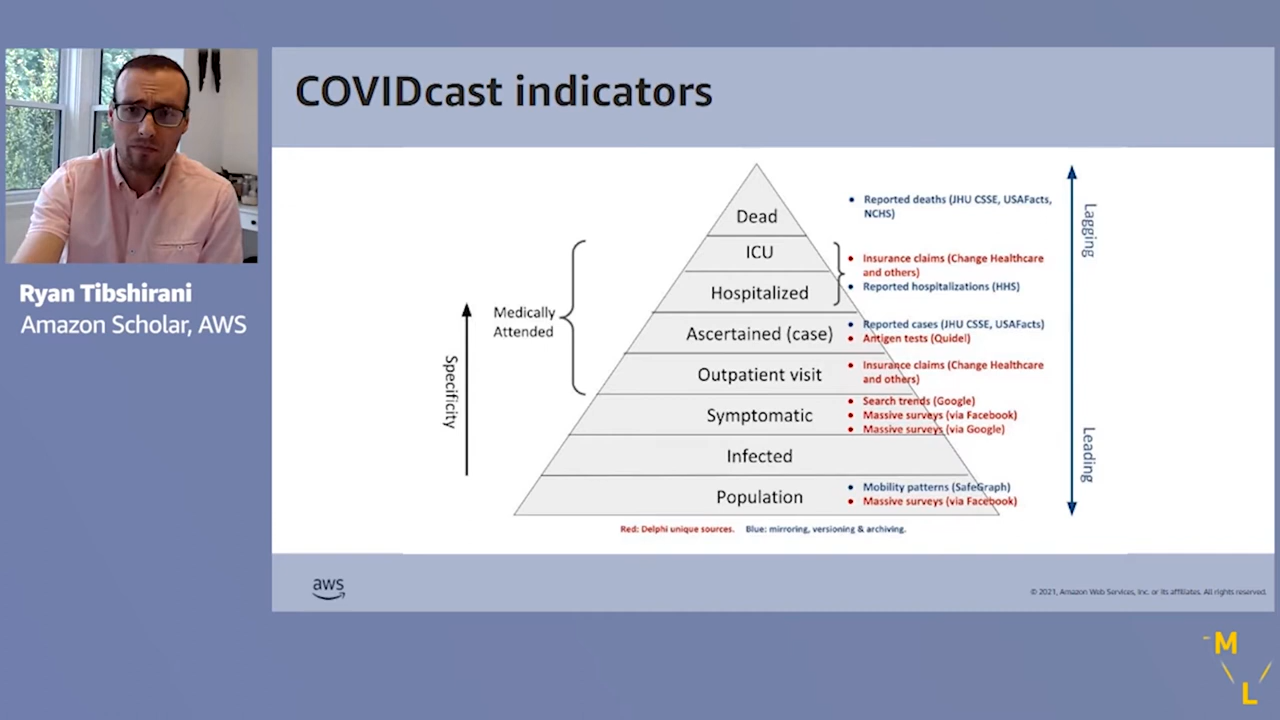 COVIDcast indicators
Ryan Tibshirani
Amazon Scholar, AWS
Specificity
Medically
Attended
Dead
ICU
Hospitalized
Ascertained (case)
Outpatient visit
Symptomatic
Infected
Population
• Reported deaths (JHU CSSE, USAFacts,
NCHS)
• Insurance claims (Change Healthcare
and others)
• Reported hospitalizations (HHS)
• Reported cases (JHU CSSE, USAFacts)
• Antigen tests (Quidel)
• Insurance claims (Change Healthcare
and others)
• Search trends (Google)
• Massive surveys (via Facebook)
• Massive surveys (via Google)
• Mobility patterns (SafeGraph)
• Massive surveys (via Facebook)
Lagging
Leading
Red: Delphi unique sources. Blue: mirroring, versioning & archiving.
aws
© 2021, Amazon Web Services, Inc. or its affiliates. All rights reserved.
M
L